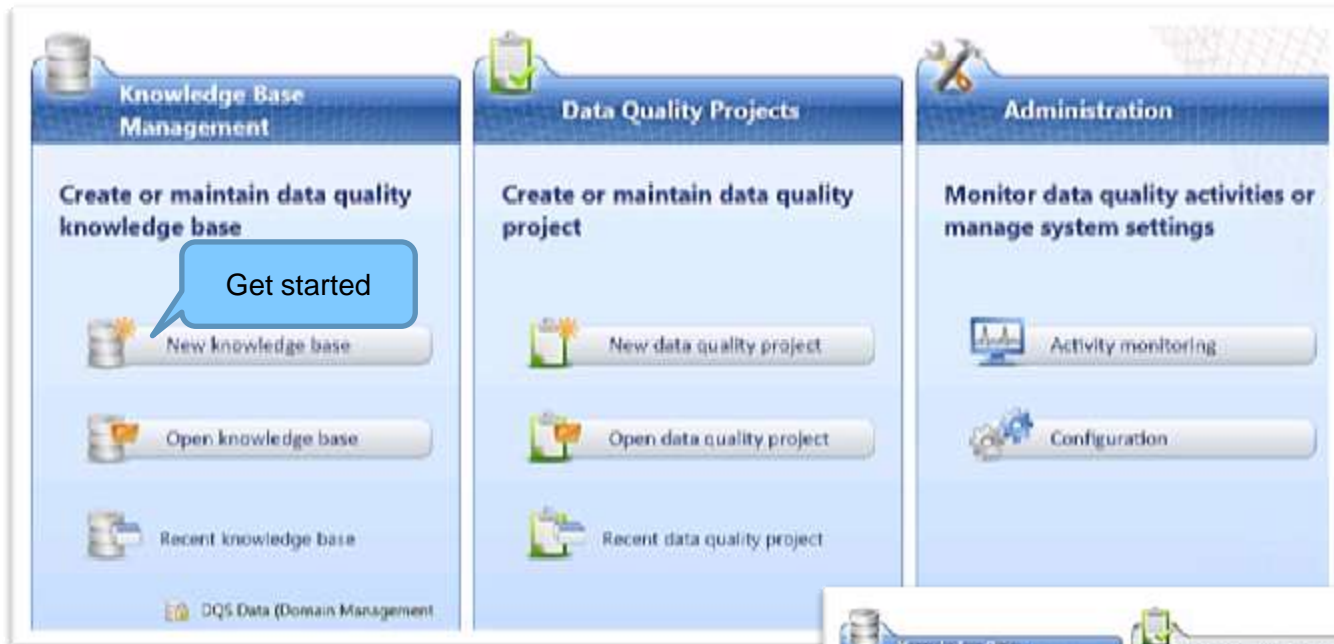 Knowledge Base
Management
Create or maintain data quality
knowledge base
Get started
New knowledge base
Open knowledge base
Recent knowledge base
DQS Data (Domain Management
Data Quality Projects
Create or maintain data quality
project
New data quality project
Open data quality project
Recent data quality project
Administration
Monitor data quality activities or
manage system settings
Activity monitoring
Configuration